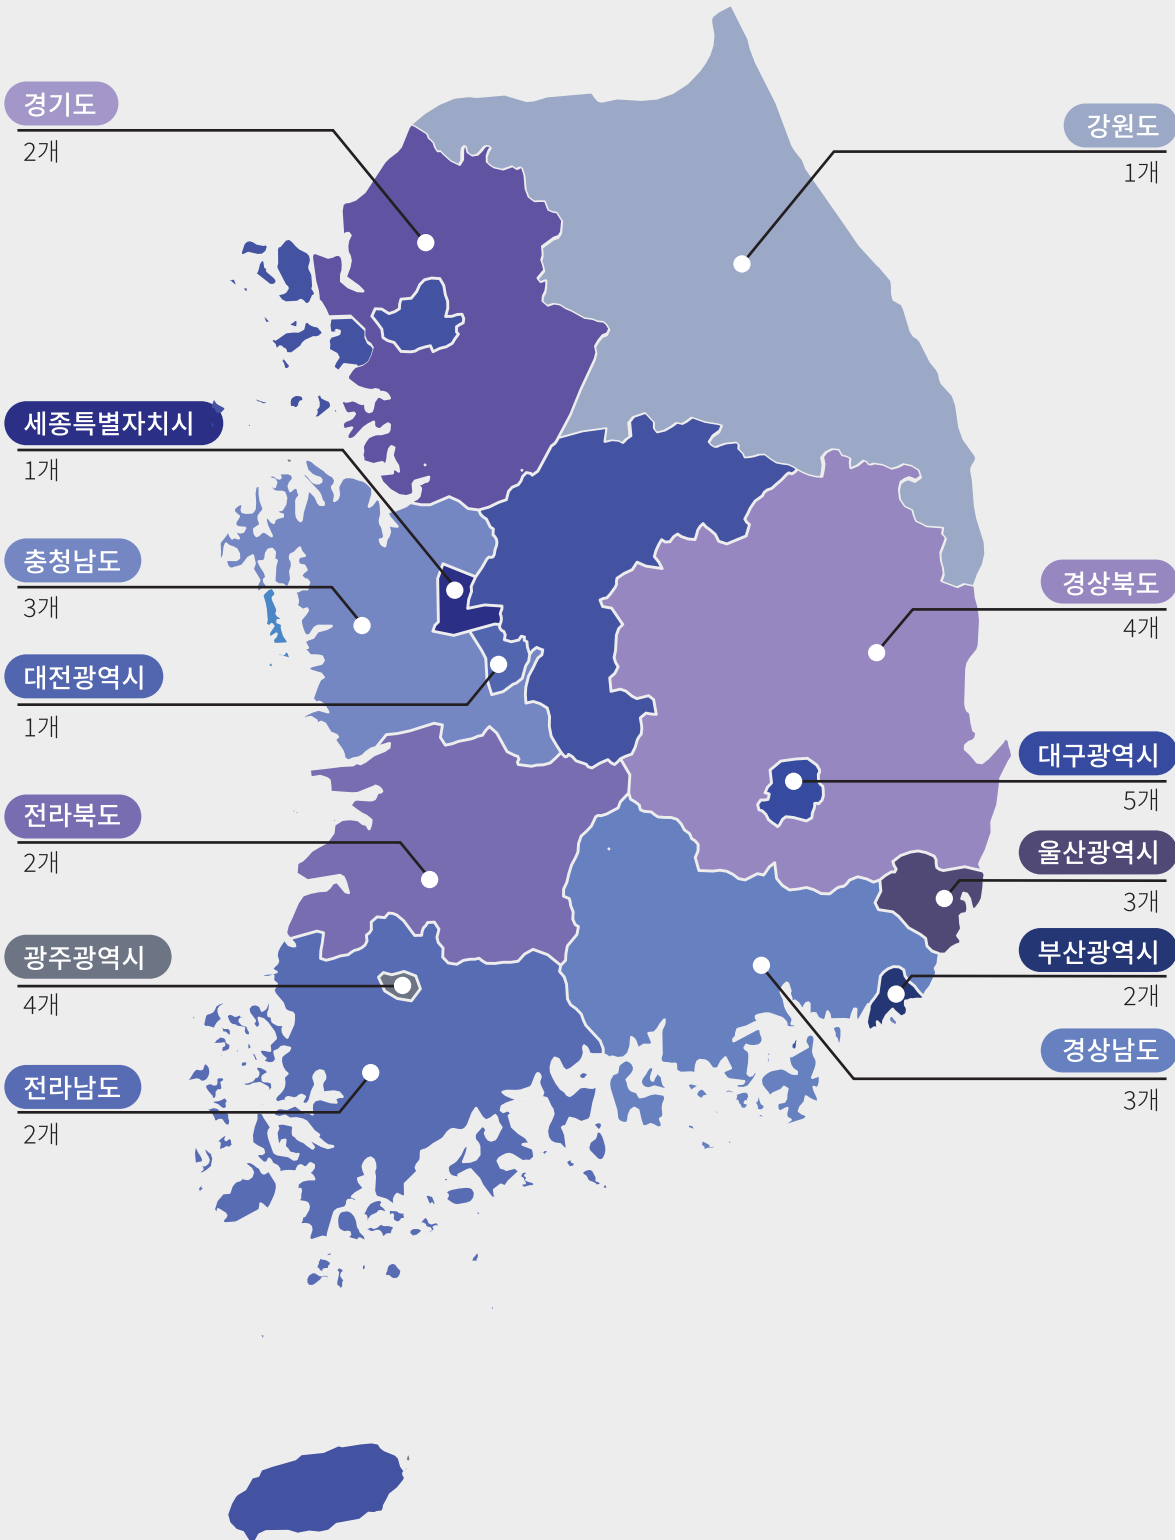 경기도
2개
세종특별자치시
1개
충청남도
3개
대전광역시
1개
전라북도
2개
광주광역시
4개
전라남도
2개
강원도
1개
경상북도
4개
대구광역시
5개
울산광역시
3개
부산광역시
2개
경상남도
3개